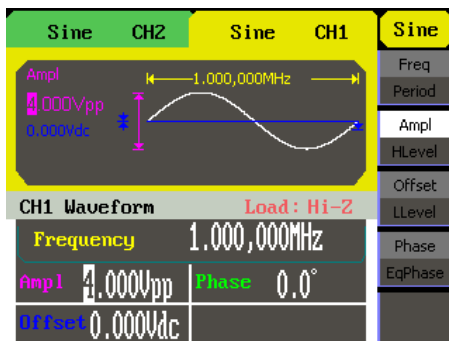 Sine CH2 Sine CH1 Sine
Ampl
1.000,000MHz
4.000Vpp
0.000Vdc
Freq
Period
Ampl
HLevel
Offset
LLevel
Phase
EqPhase
CH1 Waveform Load: Hi-Z
Frequency 1.000,000MHz
Ampl 4.000Vpp Phase 0.0°
Offset 0.000Vdc